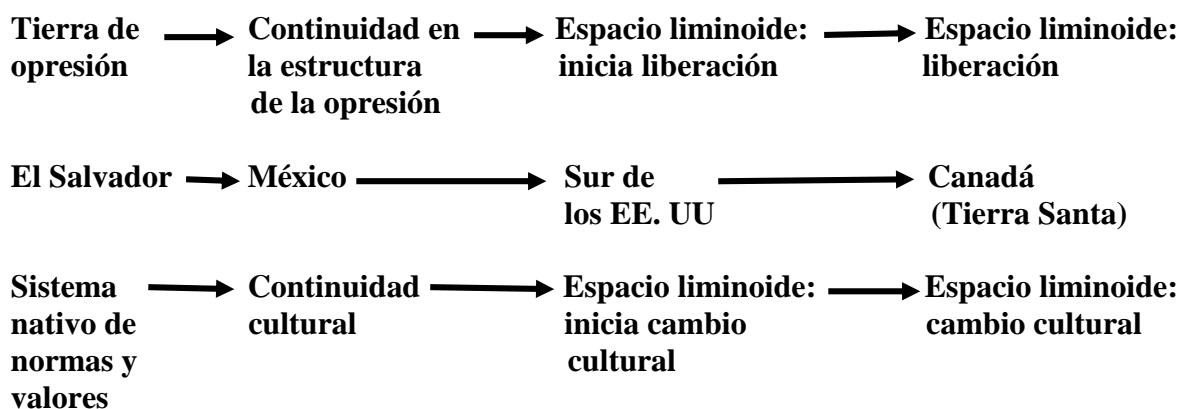 Tierra de
opresión
Continuidad en
la estructura
de la opresión
Espacio liminoide:
inicia liberación
Espacio liminoide:
liberación
El Salvador
México
Sur de
los EE. UU
Canadá
(Tierra Santa)
Sistema
nativo de
normas y
valores
Continuidad
cultural
Espacio liminoide:
inicia cambio
cultural
Espacio liminoide:
cambio cultural